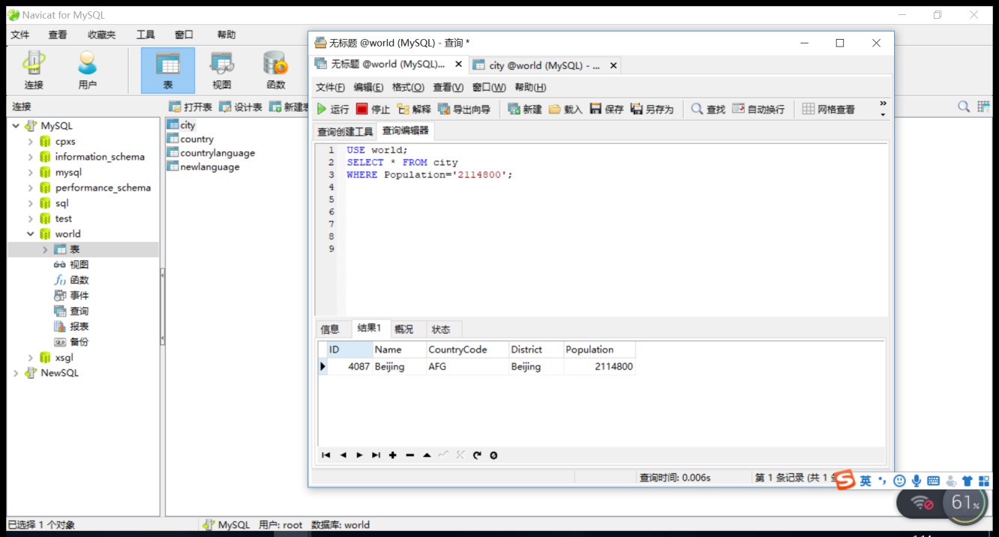 Navicat for MySQL
文件 查看 收藏夹 工具 窗口 帮助
连接 用户 表 视图 函数
连接
打开表 设计表 新建表
MySQL
cpxs
information_schema
mysql
performance_schema
sql
test
world
表
视图
函数
事件
查询
报表
备份
xsgl
NewSQL
city
country
countrylanguage
newlanguage
无标题 @world (MySQL) - 查询 *
无标题 @world (MySQL)... city @world (MySQL) - ...
文件(F) 编辑(E) 格式(O) 查看(V) 窗口(W) 帮助(H)
运行 停止 解释 导出向导 新建 载入 保存 另存为 查找 自动换行 网格查看
查询创建工具 查询编辑器
1 USE world;
2 SELECT * FROM city
3 WHERE Population='2114800';
4
5
6
7
8
9
信息 结果1 概况 状态
ID Name CountryCode District Population
4087 Beijing AFG Beijing 2114800
查询时间: 0.006s 第 1 条记录 (共 1 条
英
61%
已选择 1 个对象 MySQL 用户: root 数据库: world